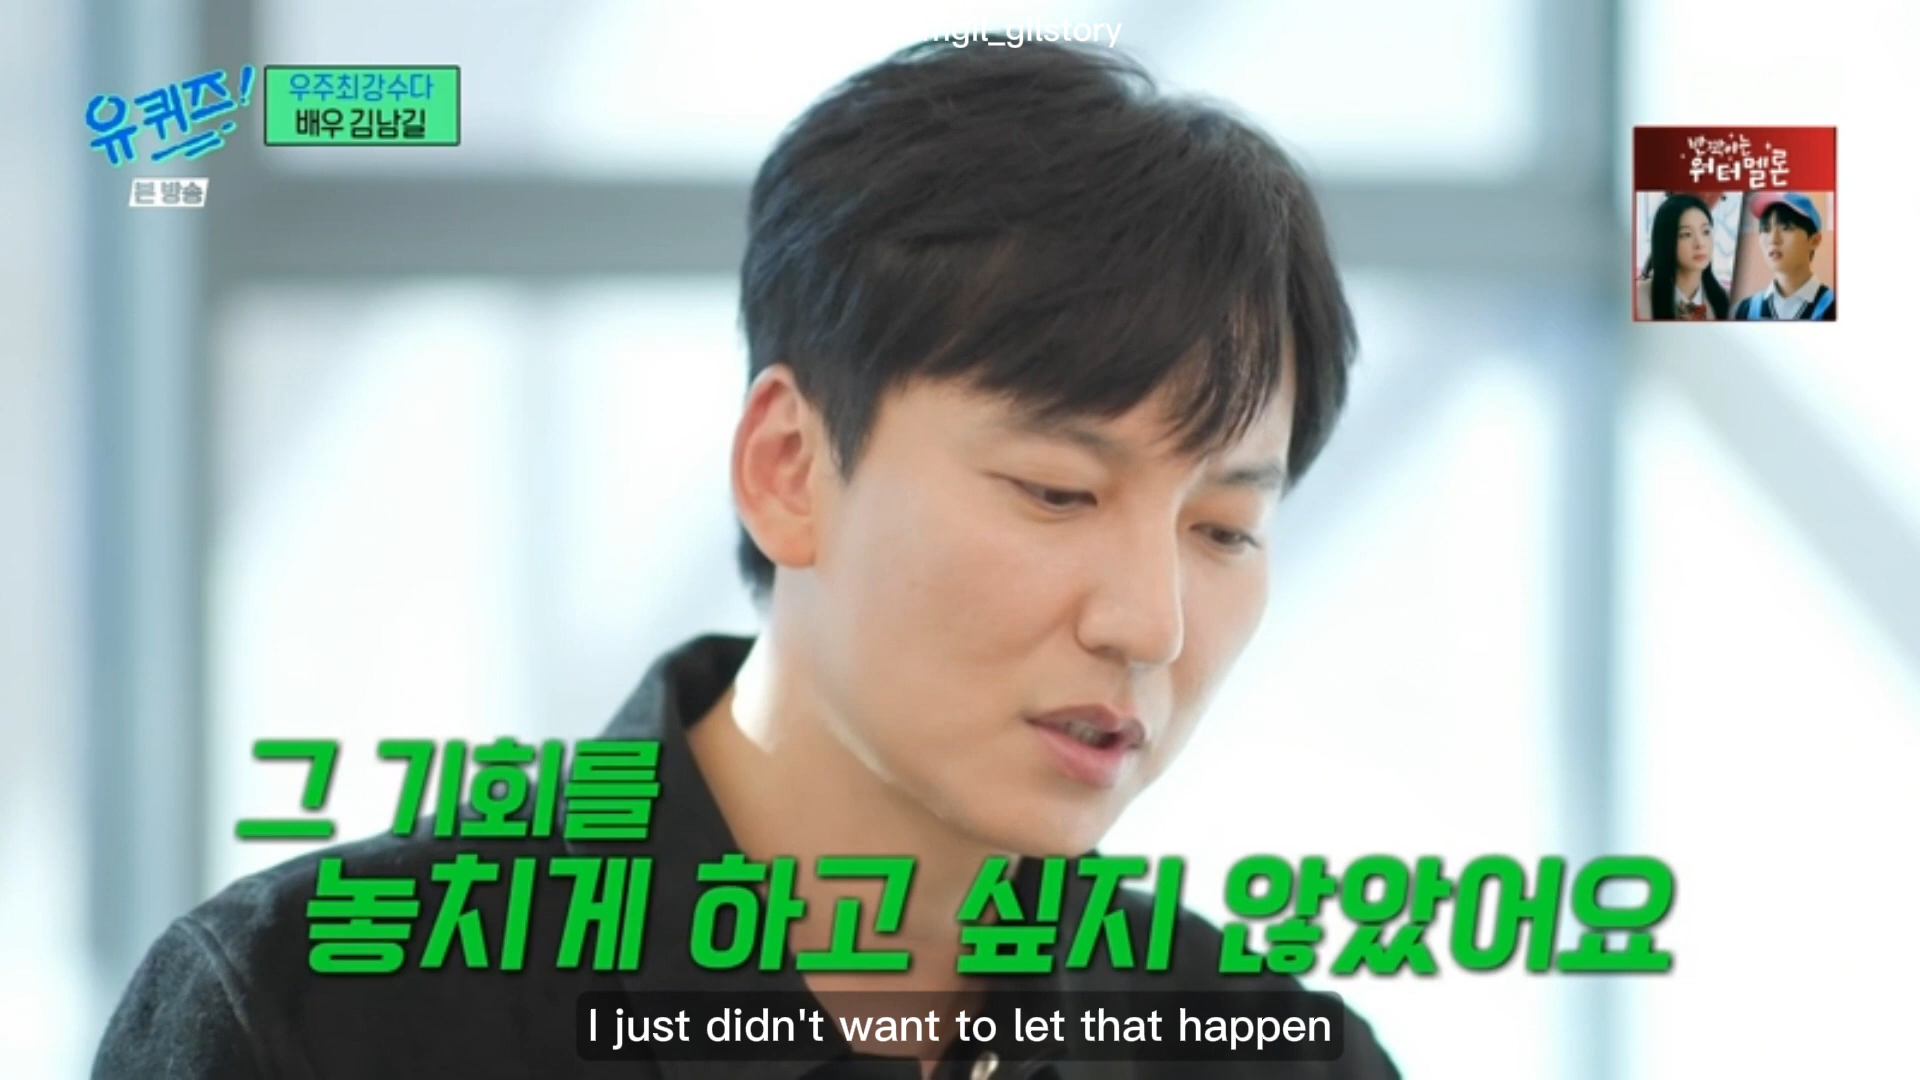 gil_gilstory
유퀴즈!
우주최강수다
배우 김남길
본 방송
반짝이는
워터멜론
그 기회를
놓치게 하고 싶지 않았어요
I just didn't want to let that happen